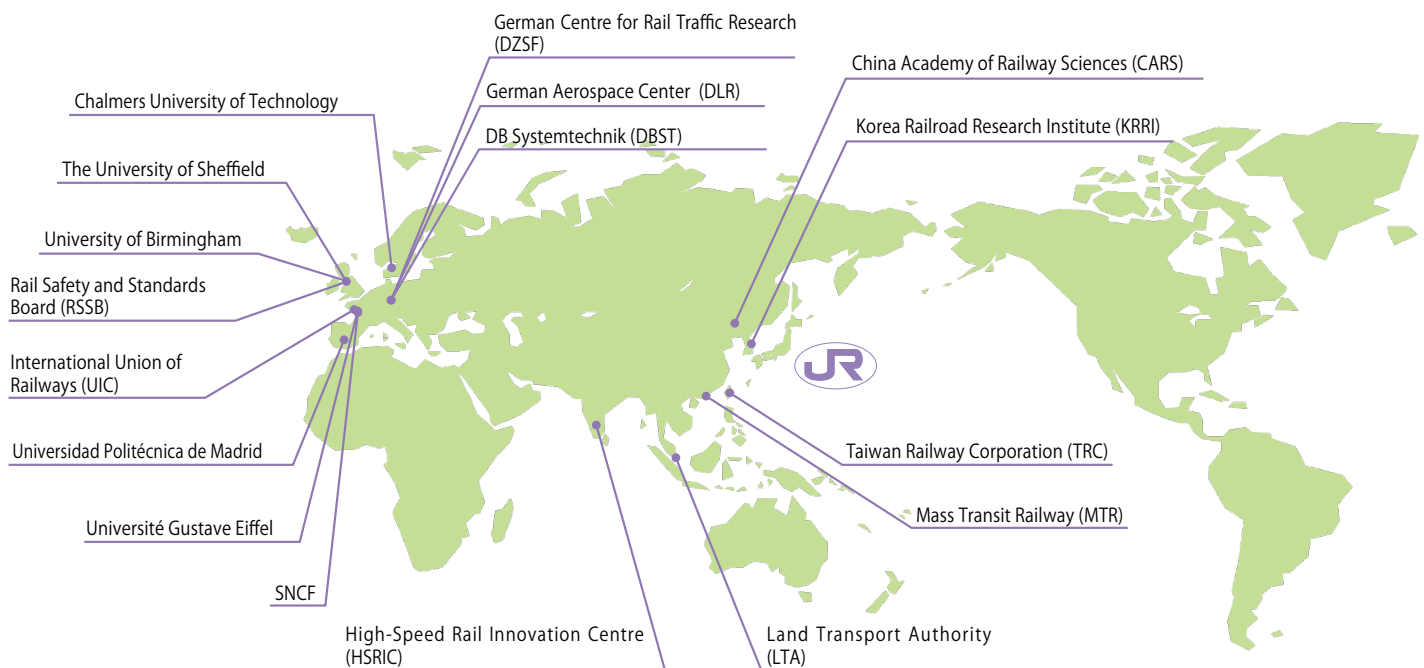 German Centre for Rail Traffic Research
(DZSF)
China Academy of Railway Sciences (CARS)
German Aerospace Center (DLR)
Chalmers University of Technology
Korea Railroad Research Institute (KRRI)
DB Systemtechnik (DBST)
The University of Sheffield
University of Birmingham
Rail Safety and Standards
Board (RSSB)
International Union of
Railways (UIC)
JR
Universidad Politécnica de Madrid
Taiwan Railway Corporation (TRC)
Mass Transit Railway (MTR)
Université Gustave Eiffel
SNCF
High-Speed Rail Innovation Centre
(HSRIC)
Land Transport Authority
(LTA)